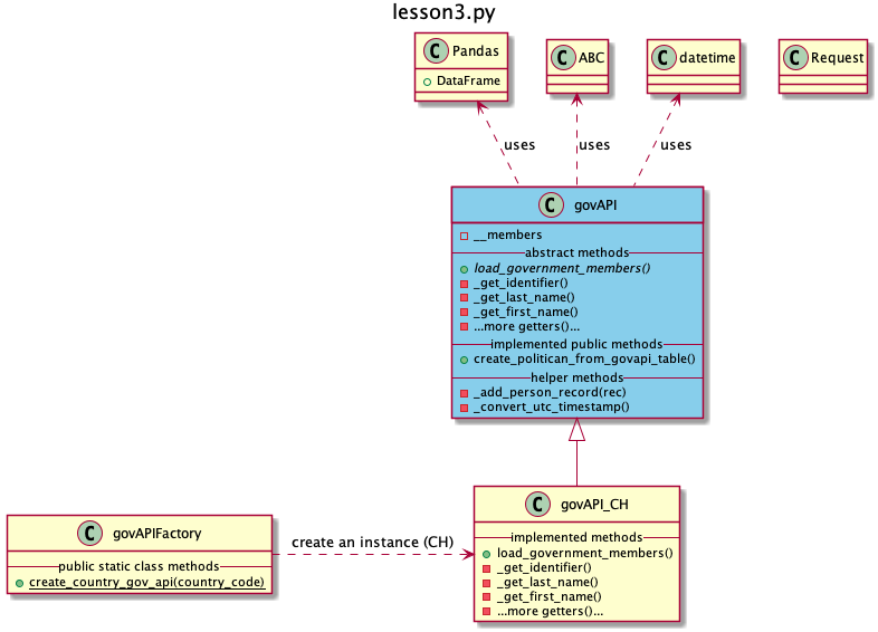 lesson3.py
C Pandas
DataFrame
C ABC
C datetime
C Request
uses
uses
uses
C govAPI
__members
abstract methods
load_government_members()
_get_identifier()
_get_last_name()
_get_first_name()
...more getters()...
implemented public methods
create_politican_from_govapi_table()
helper methods
_add_person_record(rec)
_convert_utc_timestamp()
C govAPIFactory
public static class methods
create_country_gov_api(country_code)
create an instance (CH)
C govAPI_CH
implemented methods
load_government_members()
_get_identifier()
_get_last_name()
_get_first_name()
...more getters()...